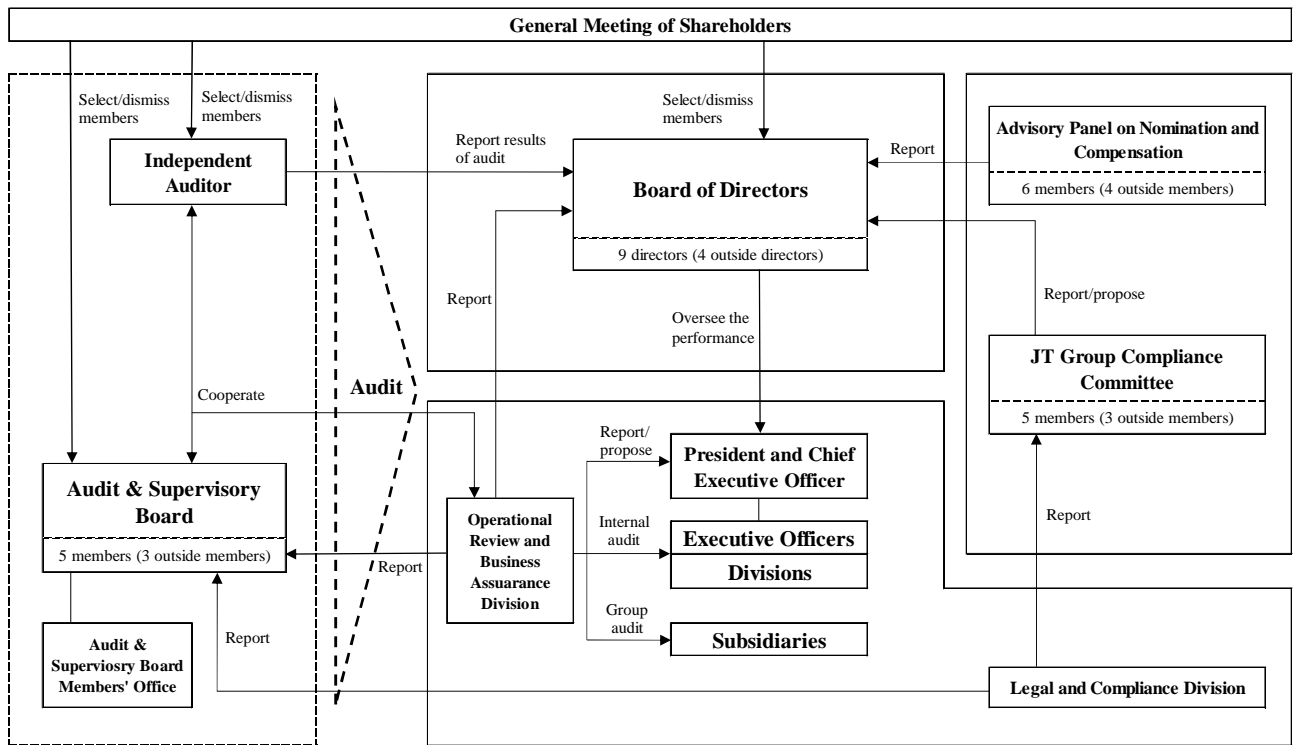 General Meeting of Shareholders
Select/dismiss
members
Select/dismiss
members
Select/dismiss
members
Independent
Auditor
Report results
of audit
Board of Directors
9 directors (4 outside directors)
Report
Advisory Panel on Nomination and
Compensation
6 members (4 outside members)
Report
Oversee the
performance
Report/propose
JT Group Compliance
Committee
5 members (3 outside members)
Cooperate
Audit
Audit & Supervisory
Board
5 members (3 outside members)
Report
Operational
Review and
Business
Assuarance
Division
Report/
propose
President and Chief
Executive Officer
Internal
audit
Executive Officers
Divisions
Group
audit
Subsidiaries
Report
Audit &
Superviosry Board
Members' Office
Report
Legal and Compliance Division